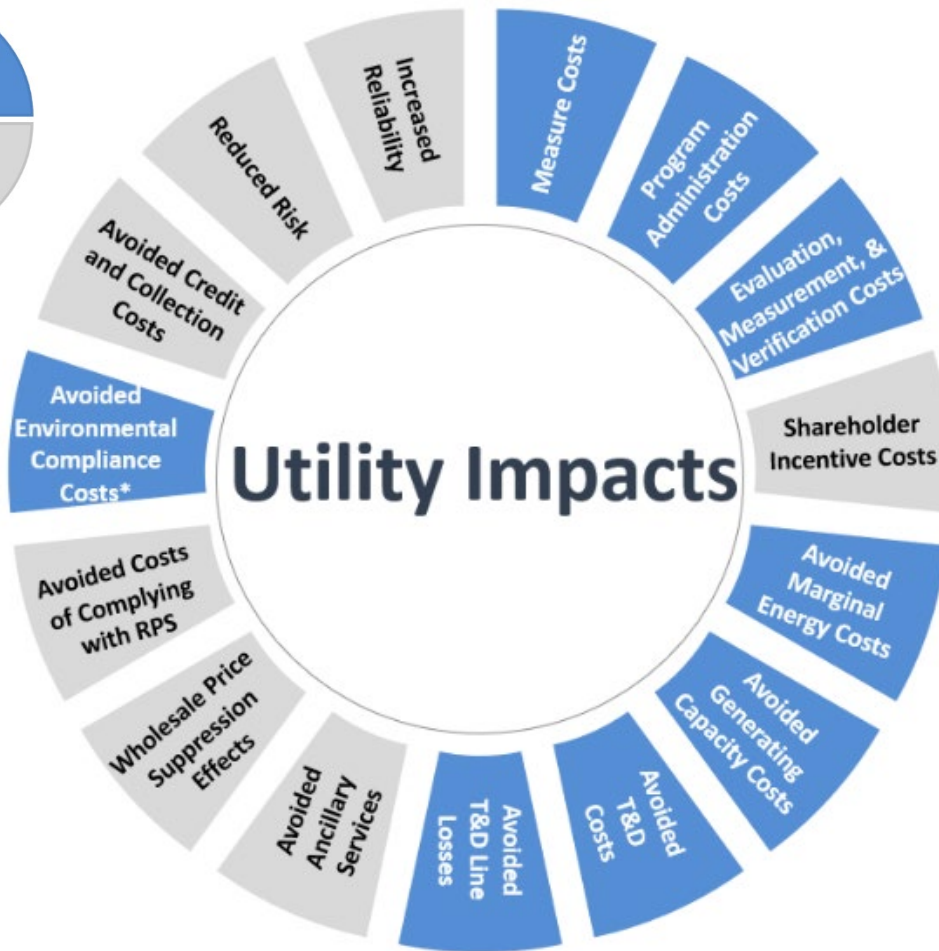 Utility Impacts
Measure Costs
Program
Administration
Costs
Evaluation,
Measurement, &
Verification Costs
Shareholder
Incentive Costs
Avoided
Marginal
Energy Costs
Avoided
Generating
Capacity Costs
Avoided
T&D
Costs
Avoided
T&D Line
Losses
Avoided
Ancillary
Services
Wholesale Price
Suppression
Effects
Avoided Costs
of Complying
with RPS
Avoided
Environmental
Compliance
Costs*
Avoided Credit
and Collection
Costs
Reduced Risk
Increased
Reliability